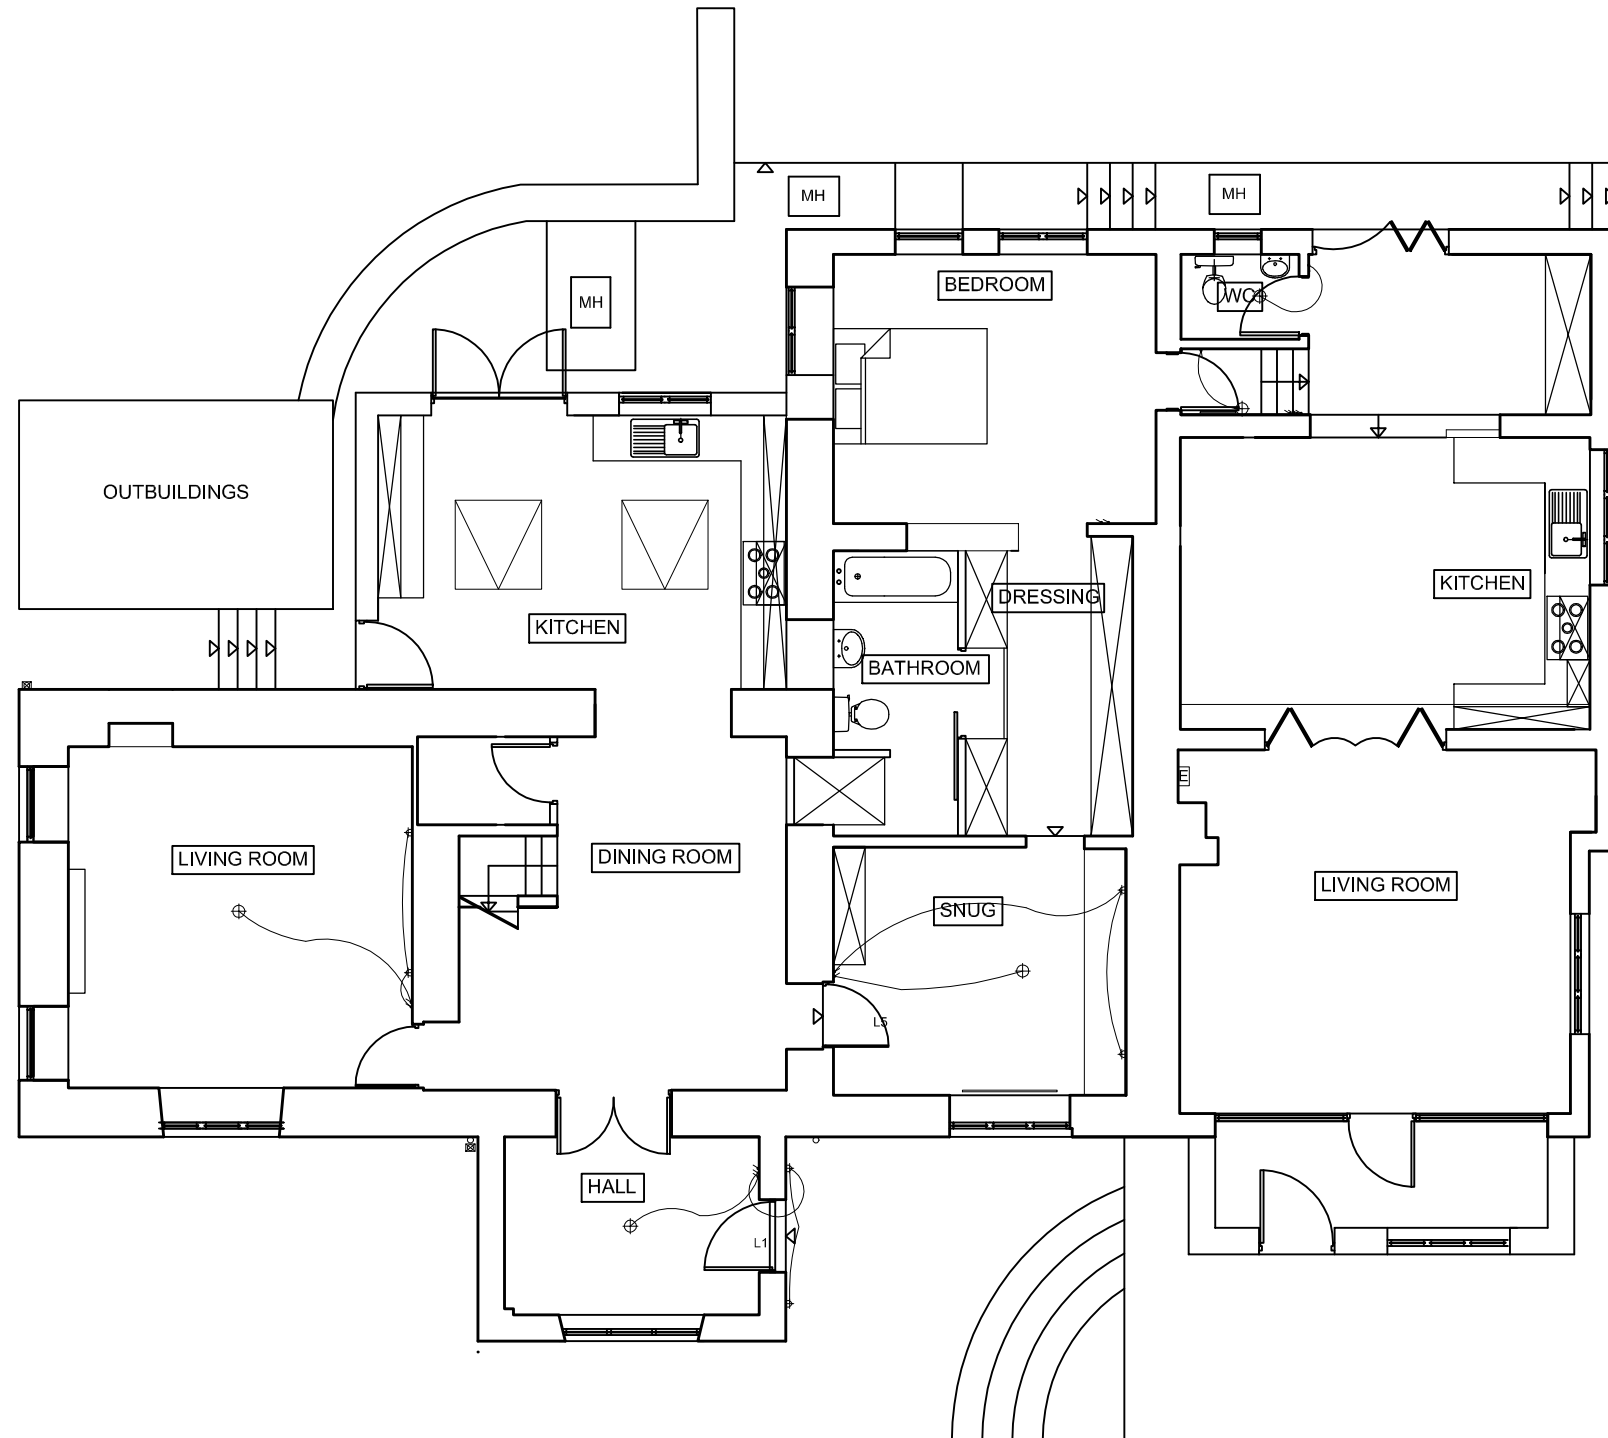 MH
MH
BEDROOM
WC
MH
OUTBUILDINGS
KITCHEN
DRESSING
KITCHEN
BATHROOM
E
LIVING ROOM
DINING ROOM
LIVING ROOM
SNUG
L5
HALL
L1